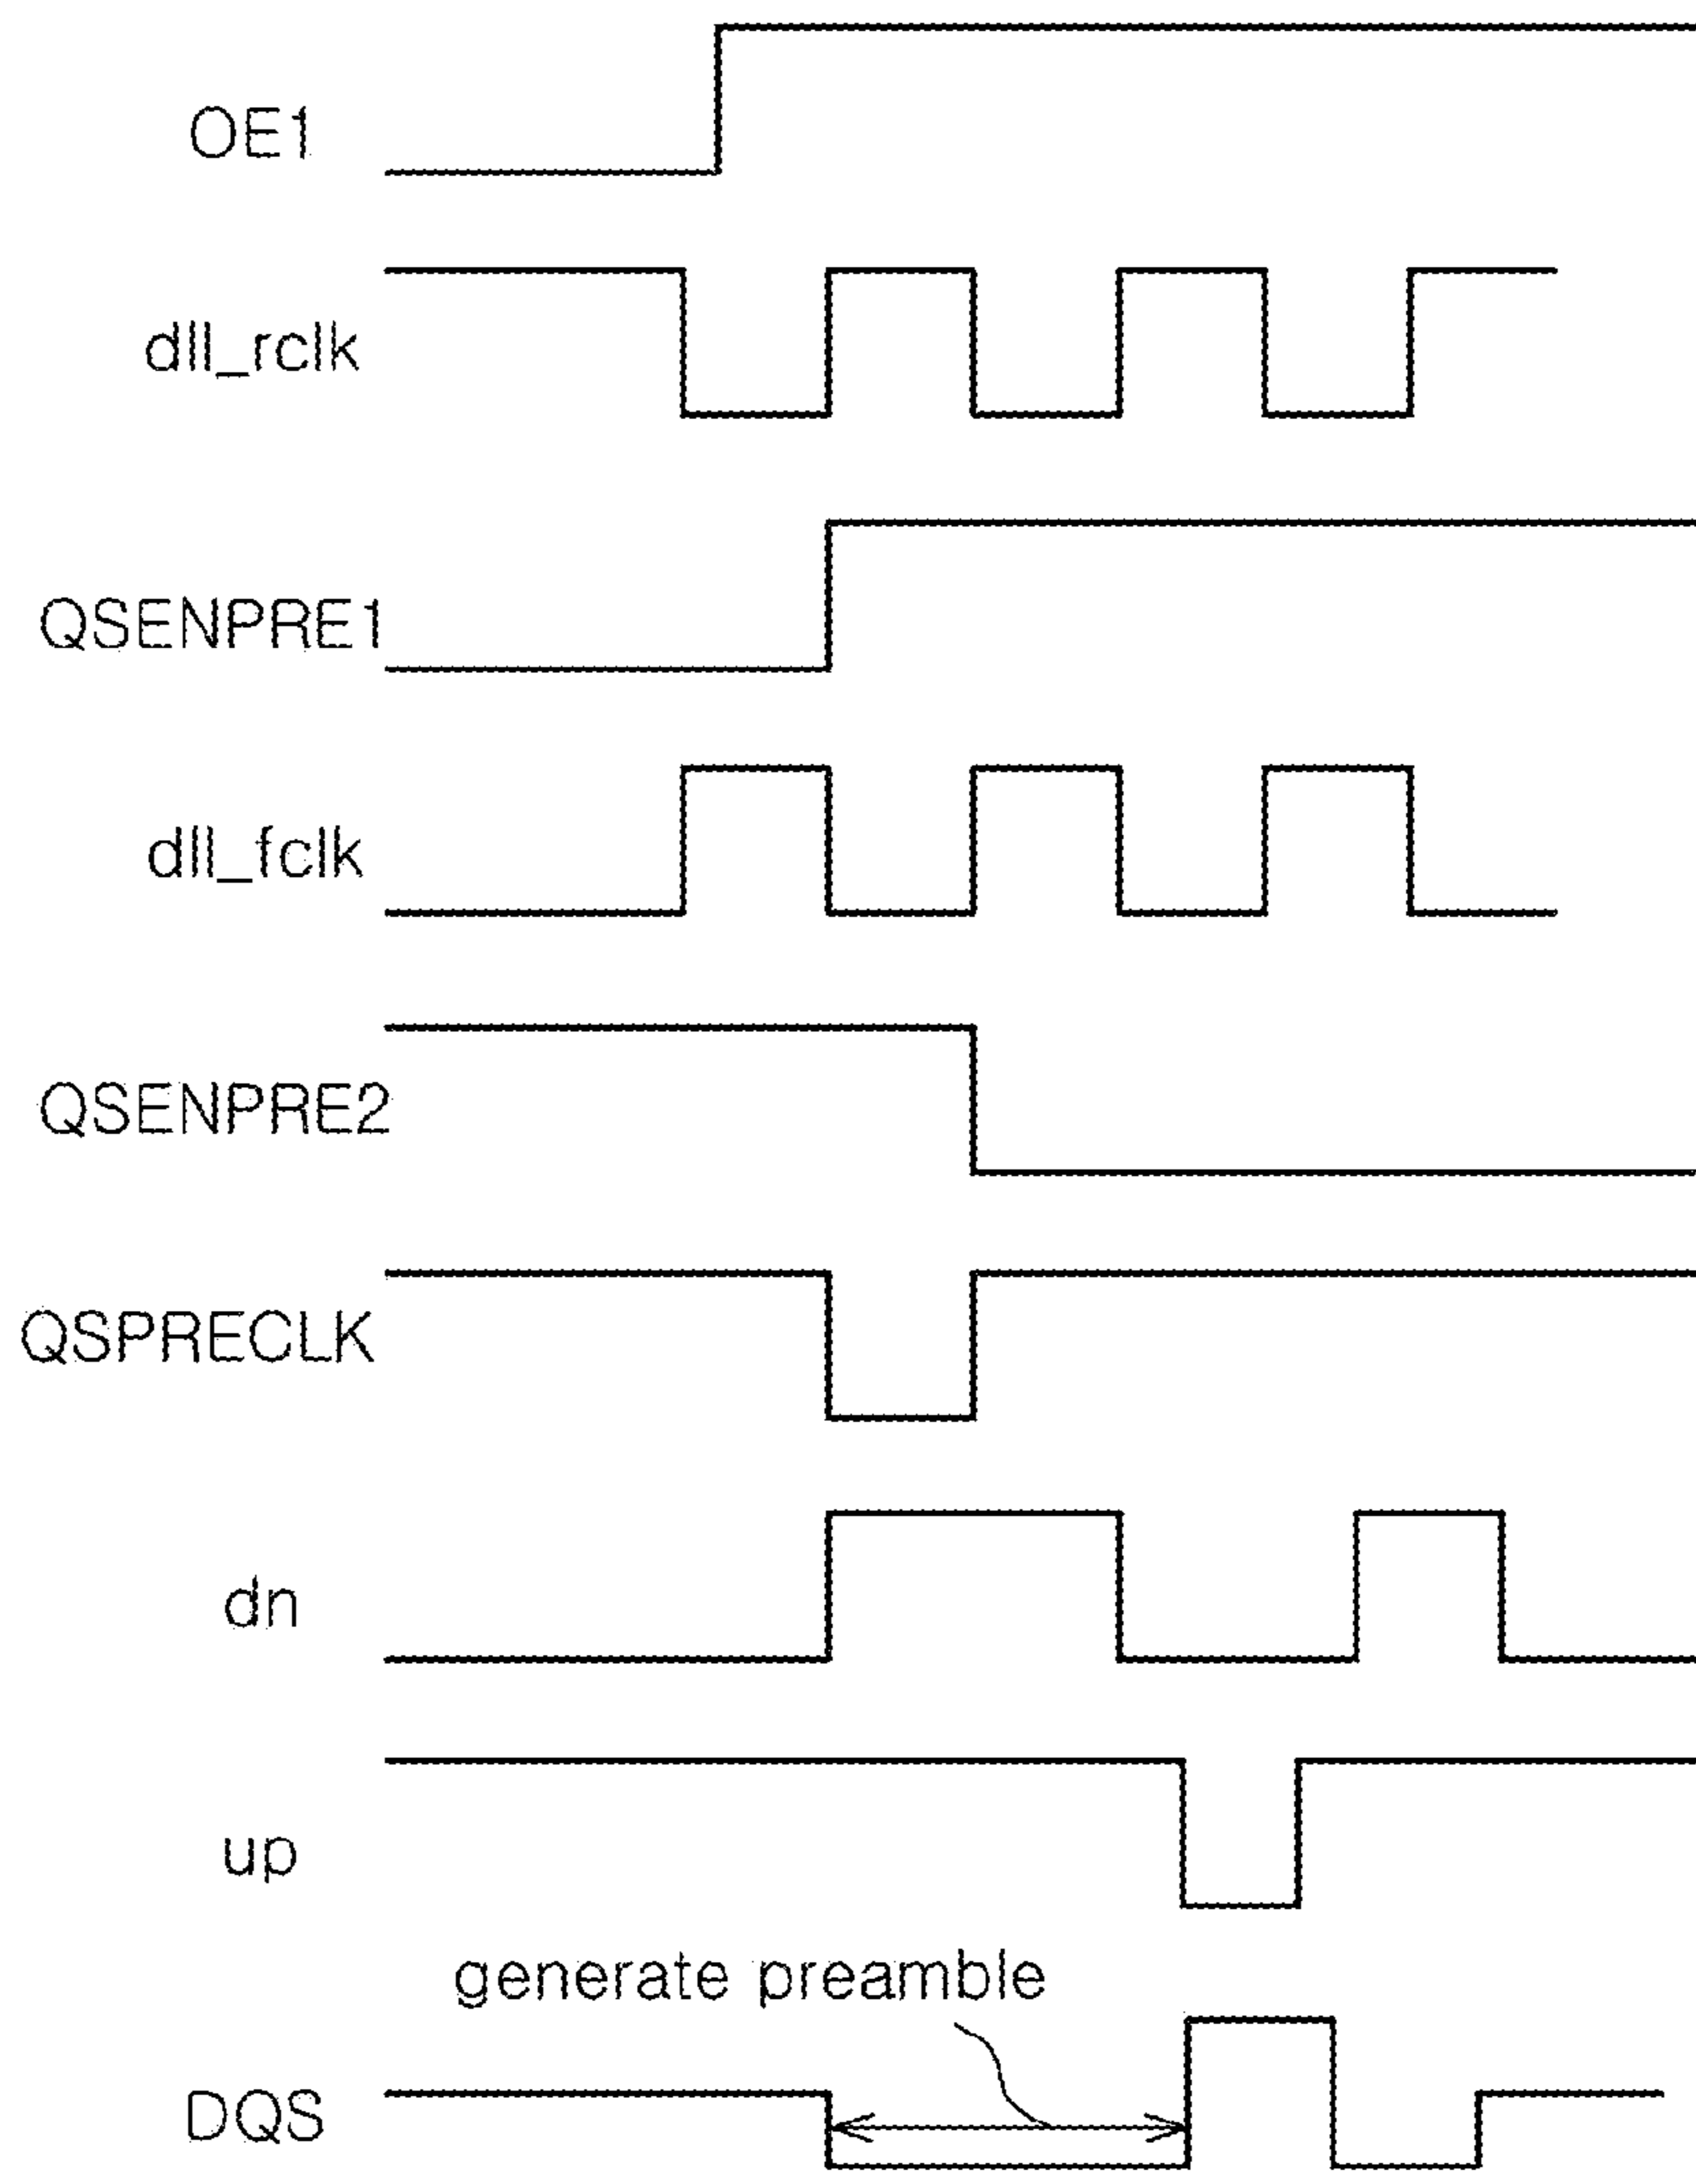 OE1
dll_rclk
QSENPRE1
dll_fclk
QSENPRE2
QSPRECLK
dn
up
generate preamble
DQS